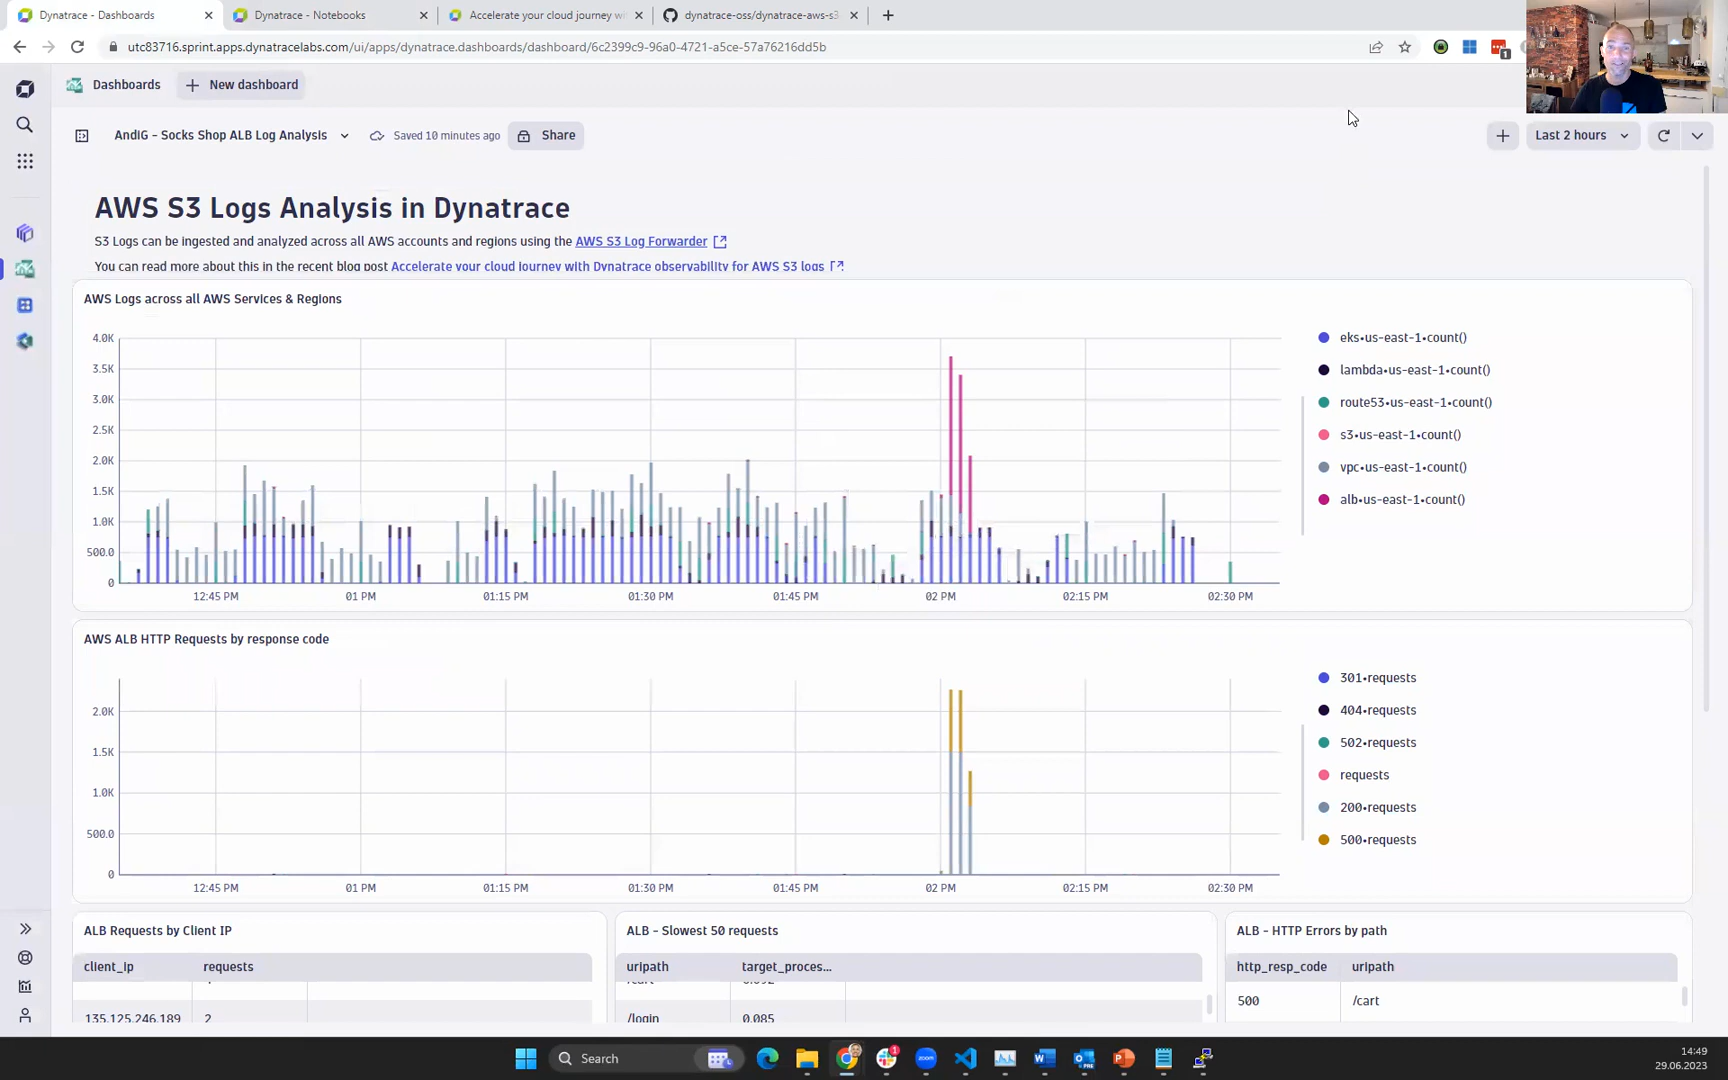 Dynatrace - Dashboards
Dynatrace - Notebooks
Accelerate your cloud journey wi
dynatrace-oss/dynatrace-aws-s3
utc83716.sprint.apps.dynatracelabs.com/ui/apps/dynatrace.dashboards/dashboard/6c2399c9-96a0-4721-a5ce-57a76216dd5b
1
Dashboards
New dashboard
AndiG - Socks Shop ALB Log Analysis
Saved 10 minutes ago
Share
Last 2 hours
AWS S3 Logs Analysis in Dynatrace
S3 Logs can be ingested and analyzed across all AWS accounts and regions using the AWS S3 Log Forwarder
You can read more about this in the recent blog post Accelerate your cloud journey with Dynatrace observability for AWS S3 logs
AWS Logs across all AWS Services & Regions
4.0K
3.5K
3.0K
2.5K
2.0K
1.5K
1.0K
500.0
0
12:45 PM 01 PM 01:15 PM 01:30 PM 01:45 PM 02 PM 02:15 PM 02:30 PM
eks•us-east-1•count()
lambda•us-east-1•count()
route53•us-east-1•count()
s3•us-east-1•count()
vpc•us-east-1•count()
alb•us-east-1•count()
AWS ALB HTTP Requests by response code
2.0K
1.5K
1.0K
500.0
0
12:45 PM 01 PM 01:15 PM 01:30 PM 01:45 PM 02 PM 02:15 PM 02:30 PM
301•requests
404•requests
502•requests
requests
200•requests
500•requests
ALB Requests by Client IP
client_ip requests
135.125.246.189 2
ALB - Slowest 50 requests
uripath target_proces...
/cart 0.092
/login 0.085
ALB - HTTP Errors by path
http_resp_code uripath
500 /cart
Search
1
zoom
PRE
14:49
29.06.2023